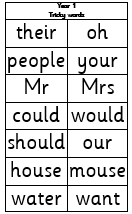 Year 1
Tricky words
their oh
people your
Mr Mrs
could would
should our
house mouse
water want